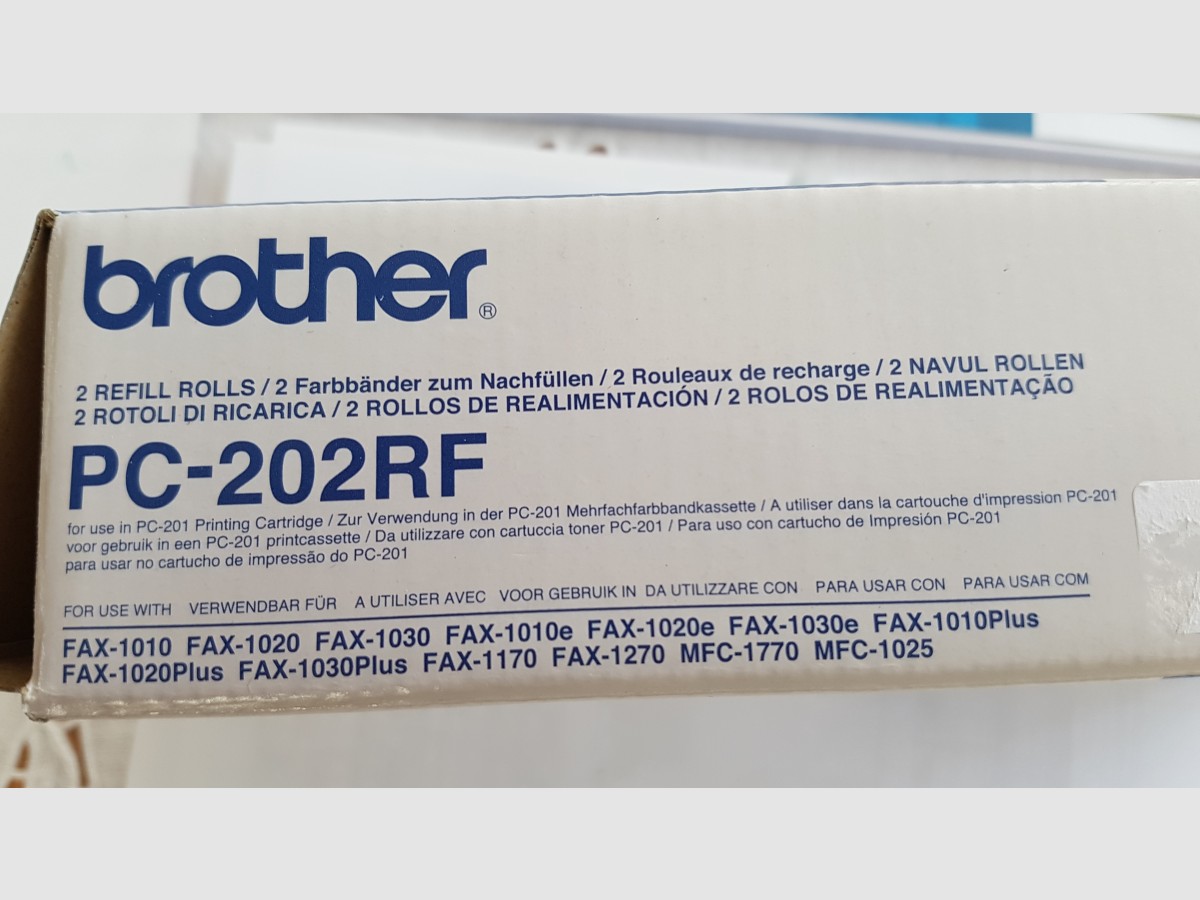 brother®
2 REFILL ROLLS / 2 Farbbänder zum Nachfüllen / 2 Rouleaux de recharge / 2 NAVUL ROLLEN
2 ROTOLI DI RICARICA / 2 ROLLOS DE REALIMENTACIÓN / 2 ROLOS DE REALIMENTAÇÃO
PC-202RF
for use in PC-201 Printing Cartridge / Zur Verwendung in der PC-201 Mehrfachfarbbandkassette / A utiliser dans la cartouche d'impression PC-201
voor gebruik in een PC-201 printcassette / Da utilizzare con cartuccia toner PC-201 / Para uso con cartucho de Impresión PC-201
para usar no cartucho de impressão do PC-201
FOR USE WITH VERWENDBAR FÜR A UTILISER AVEC VOOR GEBRUIK IN DA UTILIZZARE CON PARA USAR CON PARA USAR COM
FAX-1010 FAX-1020 FAX-1030 FAX-1010e FAX-1020e FAX-1030e FAX-1010Plus
FAX-1020Plus FAX-1030Plus FAX-1170 FAX-1270 MFC-1770 MFC-1025